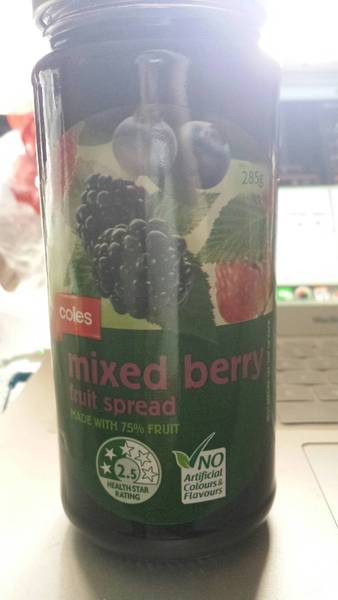 285g
coles
mixed berry
fruit spread
MADE WITH 75% FRUIT
2.5
HEALTH STAR
RATING
NO
Artificial
Colours &
Flavours